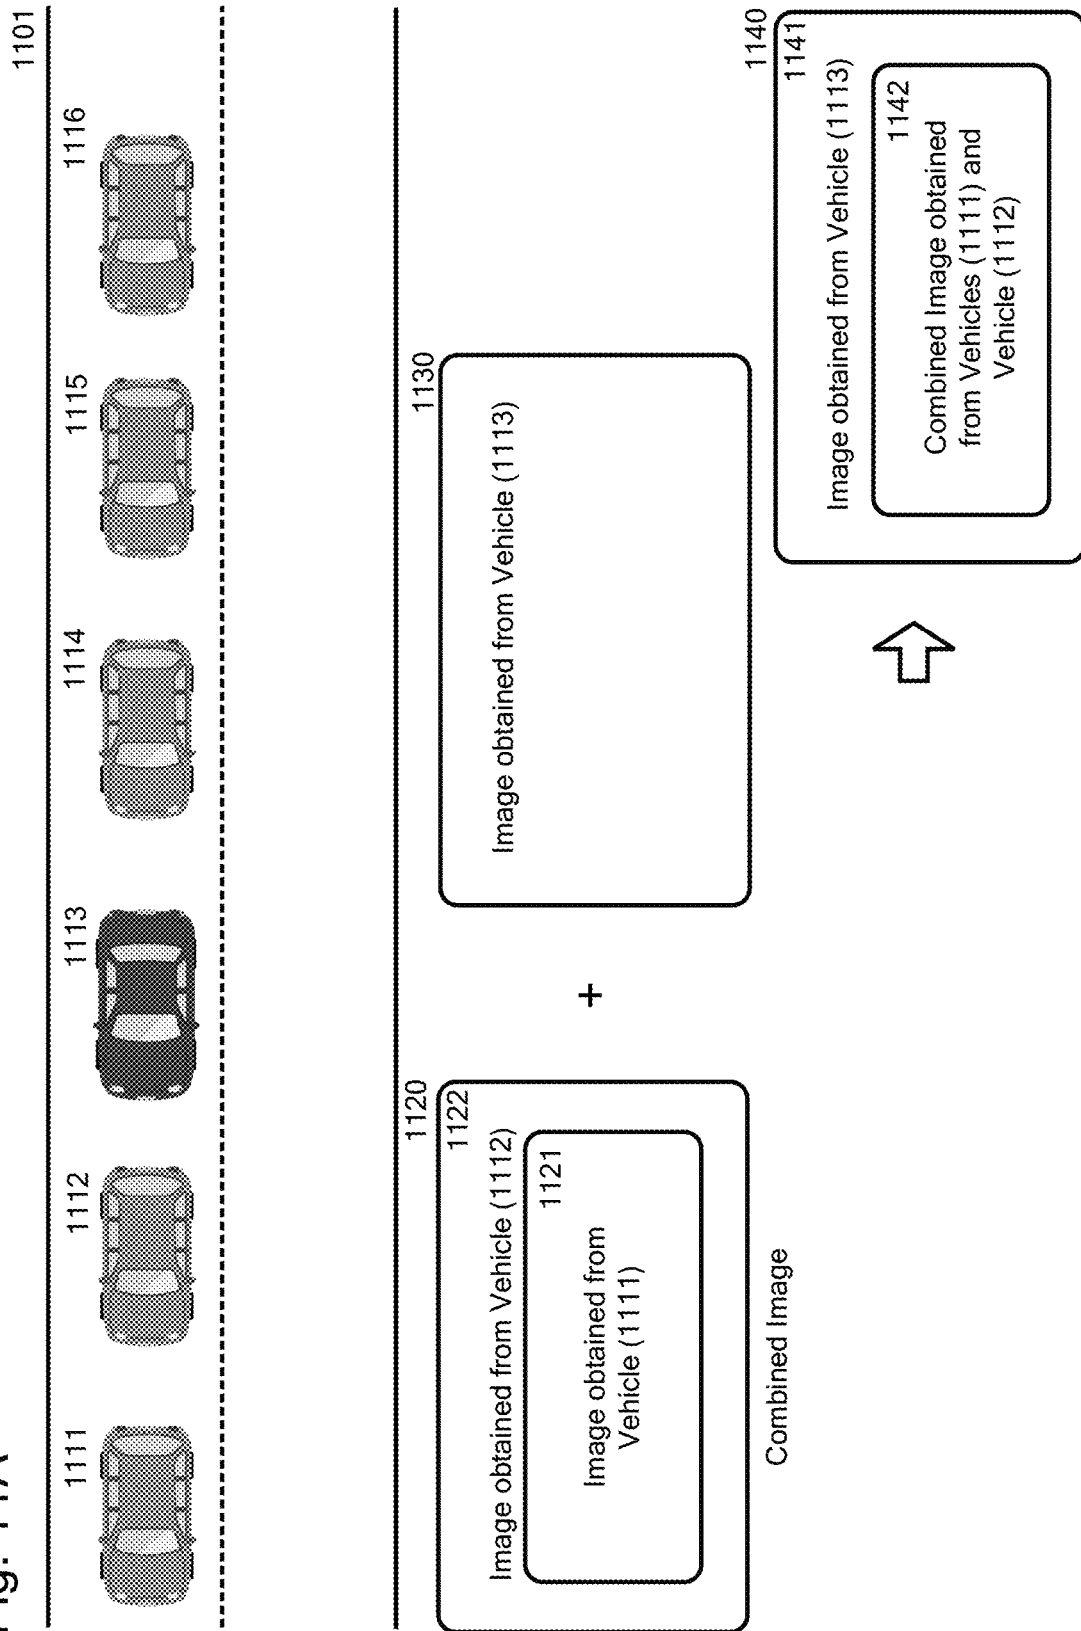 Fig. 11A
1101
1111
1112
1113
1114
1115
1116
1120
1122
Image obtained from Vehicle (1112)
1121
Image obtained from
Vehicle (1111)
Combined Image
+
1130
Image obtained from Vehicle (1113)
1140
1141
Image obtained from Vehicle (1113)
1142
Combined Image obtained
from Vehicles (1111) and
Vehicle (1112)